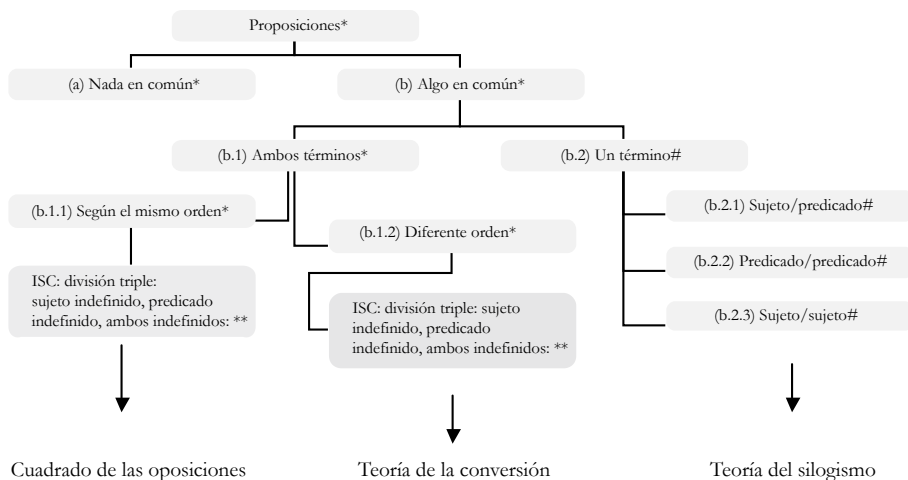 Proposiciones*
(a) Nada en común*
(b) Algo en común*
(b.1) Ambos términos*
(b.2) Un término#
(b.1.1) Según el mismo orden*
(b.2.1) Sujeto/predicado#
(b.1.2) Diferente orden*
(b.2.2) Predicado/predicado#
ISC: división triple:
sujeto indefinido, predicado
indefinido, ambos indefinidos: **
ISC: división triple: sujeto
indefinido, predicado
indefinido, ambos indefinidos: **
(b.2.3) Sujeto/sujeto#
Cuadrado de las oposiciones
Teoría de la conversión
Teoría del silogismo